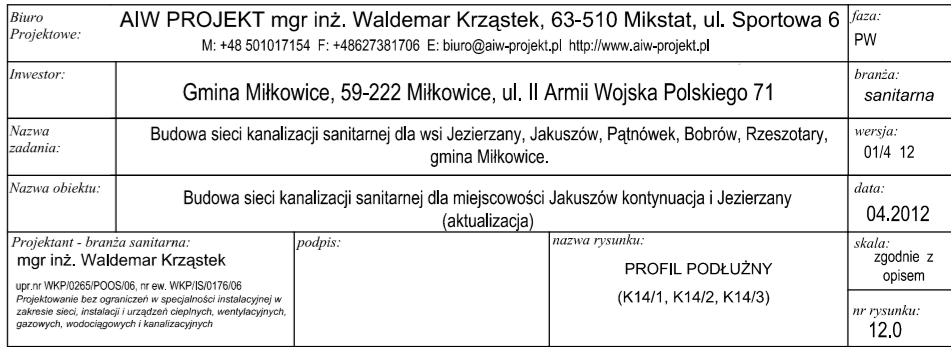 Biuro
Projektowe:
AIW PROJEKT mgr inż. Waldemar Krząstek, 63-510 Mikstat, ul. Sportowa 6
M: +48 501017154 F: +48627381706 E: biuro@aiw-projekt.pl http://www.aiw-projekt.pl
faza:
PW
Inwestor:
Gmina Miłkowice, 59-222 Miłkowice, ul. II Armii Wojska Polskiego 71
branża:
sanitarna
Nazwa
zadania:
Budowa sieci kanalizacji sanitarnej dla wsi Jezierzany, Jakuszów, Pątnówek, Bobrów, Rzeszotary,
gmina Miłkowice.
wersja:
01/4 12
Nazwa obiektu:
Budowa sieci kanalizacji sanitarnej dla miejscowości Jakuszów kontynuacja i Jezierzany
(aktualizacja)
data:
04.2012
Projektant - branża sanitarna:
mgr inż. Waldemar Krząstek
upr.nr WKP/0265/POOS/06, nr ew. WKP/IS/0176/06
Projektowanie bez ograniczeń w specjalności instalacyjnej w
zakresie sieci, instalacji i urządzeń cieplnych, wentylacyjnych,
gazowych, wodociągowych i kanalizacyjnych
podpis:
nazwa rysunku:
PROFIL PODŁUŻNY
(K14/1, K14/2, K14/3)
skala:
zgodnie z
opisem
nr rysunku:
12.0